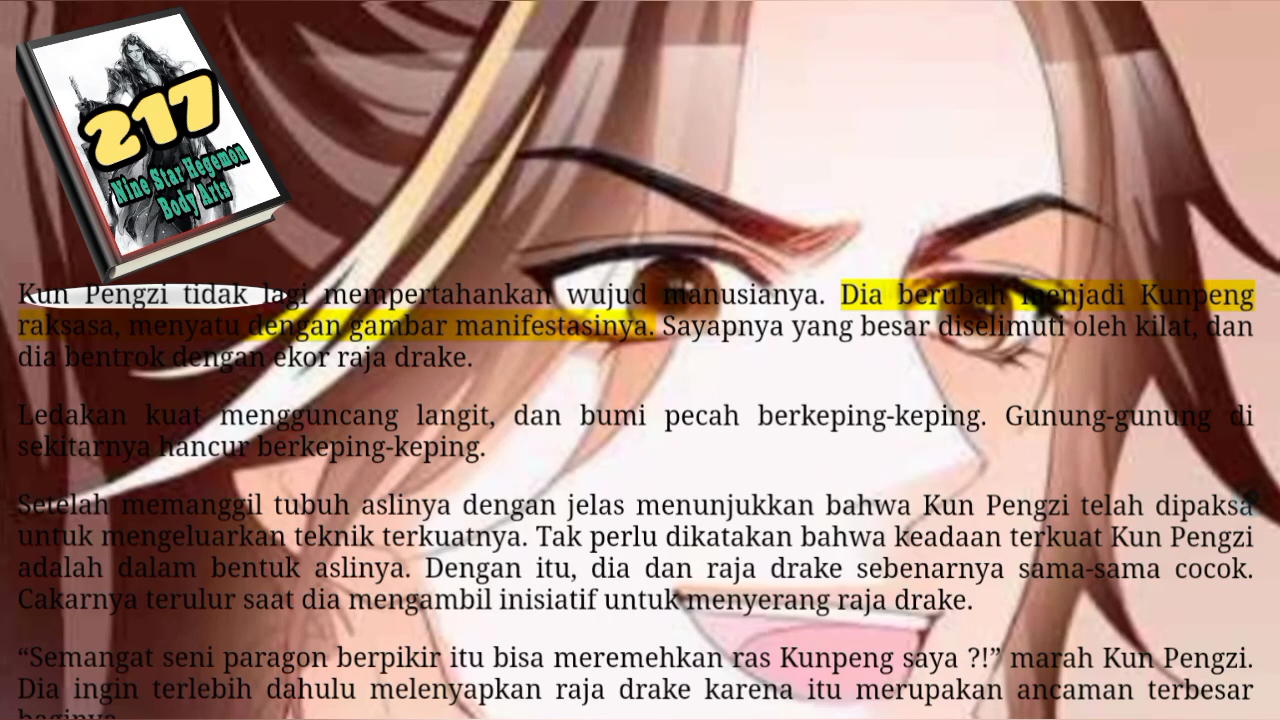 217
Nine Star Hegemon
Body Arts
Kun Pengzi tidak lagi mempertahankan wujud manusianya. Dia berubah menjadi Kunpeng
raksasa, menyatu dengan gambar manifestasinya. Sayapnya yang besar diselimuti oleh kilat, dan
dia bentrok dengan ekor raja drake.
Ledakan kuat mengguncang langit, dan bumi pecah berkeping-keping. Gunung-gunung di
sekitarnya hancur berkeping-keping.
Setelah memanggil tubuh aslinya dengan jelas menunjukkan bahwa Kun Pengzi telah dipaksa
untuk mengeluarkan teknik terkuatnya. Tak perlu dikatakan bahwa keadaan terkuat Kun Pengzi
adalah dalam bentuk aslinya. Dengan itu, dia dan raja drake sebenarnya sama-sama cocok.
Cakarnya terulur saat dia mengambil inisiatif untuk menyerang raja drake.
“Semangat seni paragon berpikir itu bisa meremehkan ras Kunpeng saya ?!” marah Kun Pengzi.
Dia ingin terlebih dahulu melenyapkan raja drake karena itu merupakan ancaman terbesar